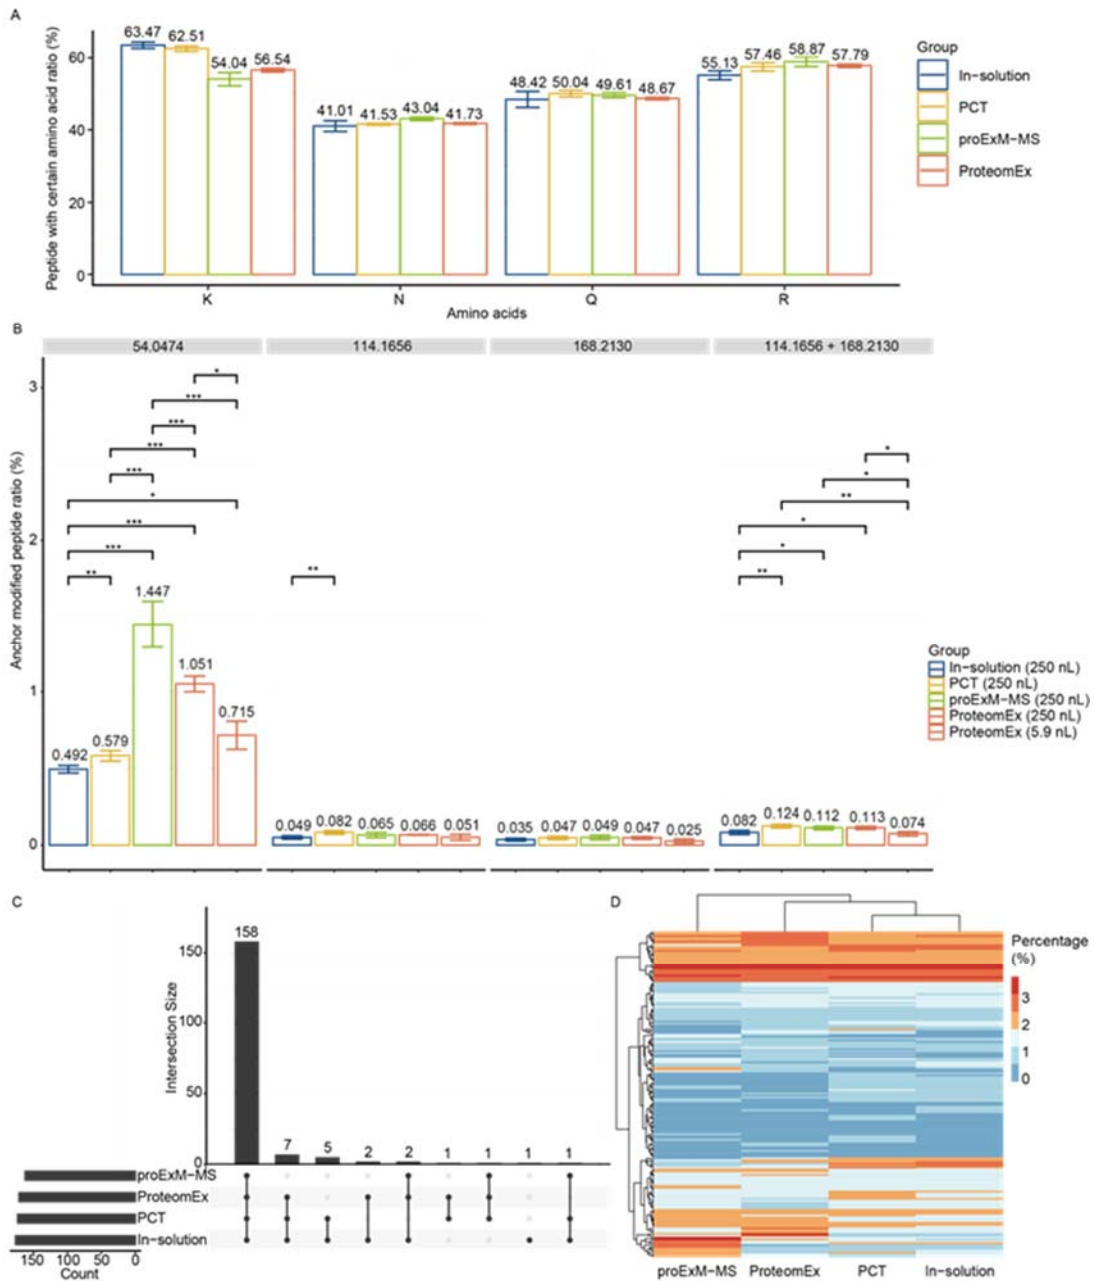 A
Peptide with certain amino acid ratio (%)
60
40
20
0
63.47 62.51 54.04 56.54
41.01 41.53 43.04 41.73
48.42 50.04 49.61 48.67
55.13 57.46 58.87 57.79
K N Q R
Amino acids
Group
In-solution
PCT
proExM-MS
ProteomEx
B
54.0474 114.1656 168.2130 114.1656 + 168.2130
Anchor modified peptide ratio (%)
3
2
1
0
*
***
***
***
***
*
***
***
**
**
*
*
**
*
*
**
0.492 0.579 1.447 1.051 0.715
0.049 0.082 0.065 0.066 0.051
0.035 0.047 0.049 0.047 0.025
0.082 0.124 0.112 0.113 0.074
Group
In-solution (250 nL)
PCT (250 nL)
proExM-MS (250 nL)
ProteomEx (250 nL)
ProteomEx (5.9 nL)
C
Intersection Size
150
100
50
0
158 7 5 2 2 1 1 1 1
proExM-MS
ProteomEx
PCT
In-solution
150 100 50 0
Count
D
Percentage
(%)
3
2
1
0
proExM-MS ProteomEx PCT In-solution